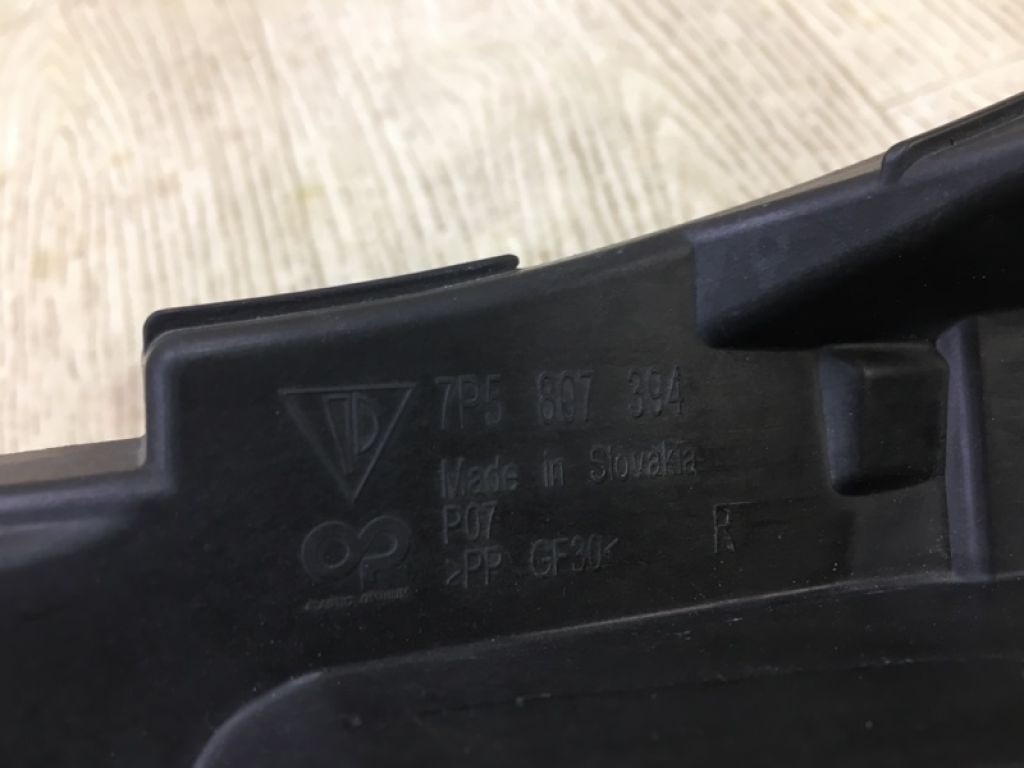 7P5 807 394
Made in Slovakia
P07
>PP GF30<
R